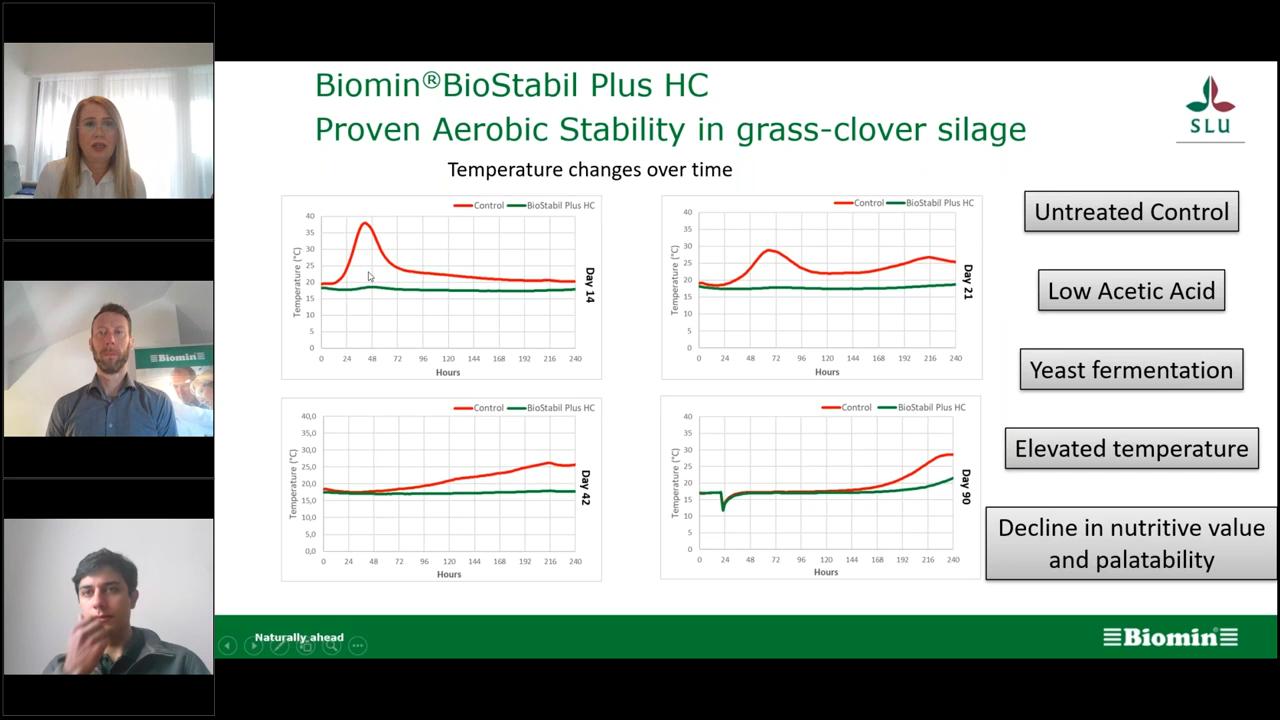 Biomin®BioStabil Plus HC
Proven Aerobic Stability in grass-clover silage
SLU
Temperature changes over time
Control BioStabil Plus HC
40
35
30
25
20
15
10
5
0
Temperature (°C)
0 24 48 72 96 120 144 168 192 216 240
Hours
Day 14
Control BioStabil Plus HC
40
35
30
25
20
15
10
5
0
Temperature (°C)
0 24 48 72 96 120 144 168 192 216 240
Hours
Day 21
Control BioStabil Plus HC
40,0
35,0
30,0
25,0
20,0
15,0
10,0
5,0
0,0
Temperature (°C)
0 24 48 72 96 120 144 168 192 216 240
Hours
Day 42
Control BioStabil Plus HC
40
35
30
25
20
15
10
5
0
Temperature (°C)
0 24 48 72 96 120 144 168 192 216 240
Hours
Day 90
Untreated Control
Low Acetic Acid
Yeast fermentation
Elevated temperature
Decline in nutritive value
and palatability
Biomin
Naturally ahead
Biomin®